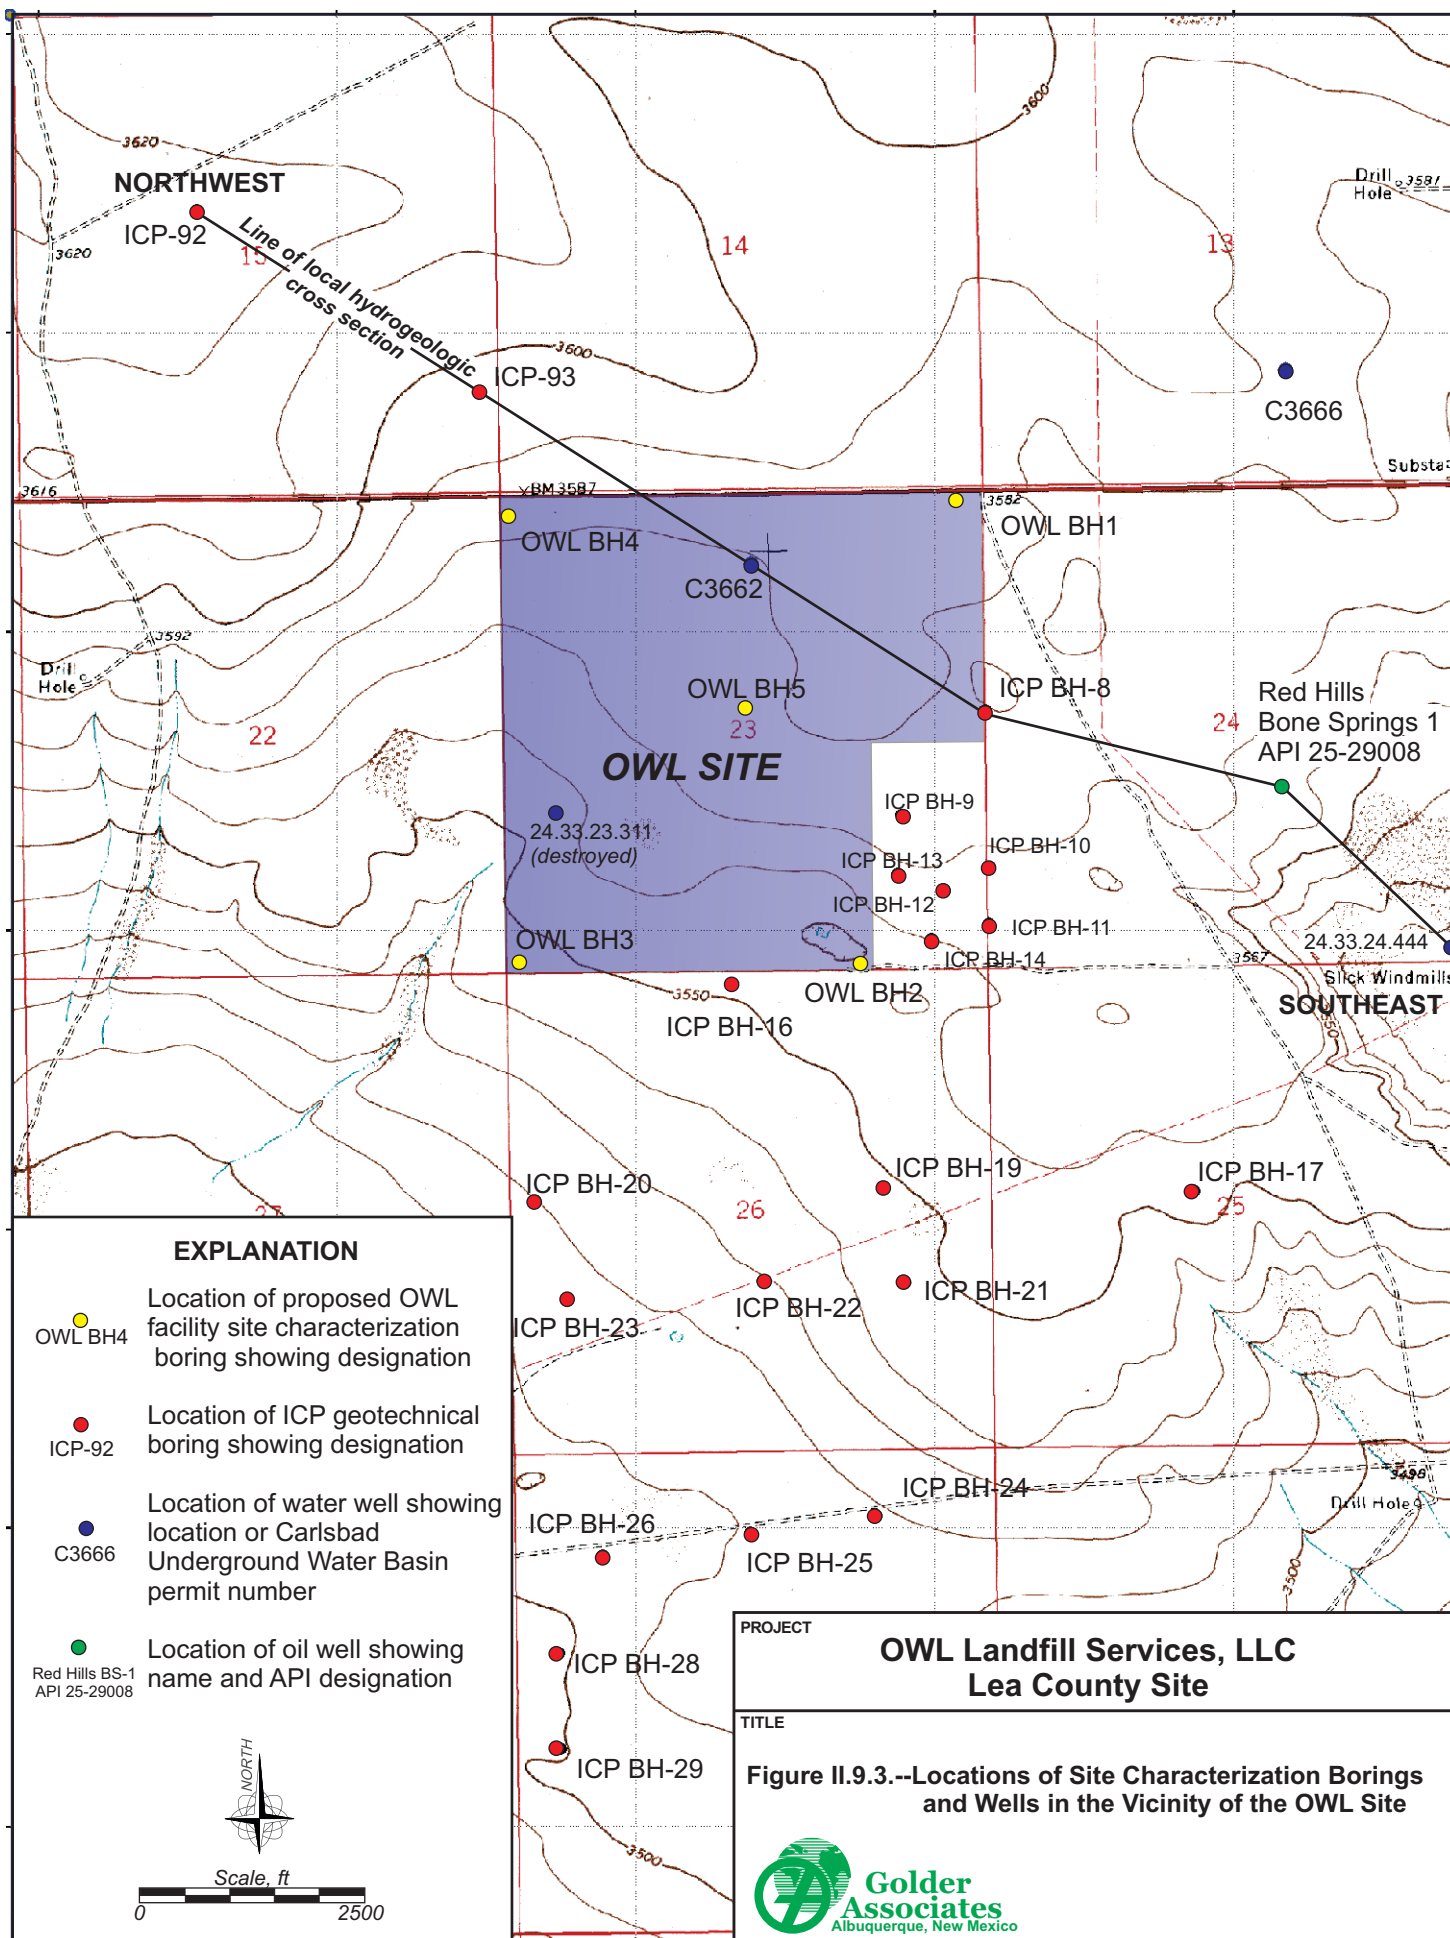 3620
3600
Drill
Hole
3581
NORTHWEST
ICP-92
3620
15
14
13
Line of local hydrogeologic
cross section
3600
ICP-93
C3666
3616
BM 3587
3552
OWL BH4
OWL BH1
C3662
3592
Drill
Hole
22
OWL BH5
23
OWL SITE
ICP BH-8
24
Red Hills
Bone Springs 1
API 25-29008
24.33.23.311
(destroyed)
ICP BH-9
ICP BH-13
ICP BH-10
ICP BH-12
ICP BH-11
ICP BH-14
24.33.24.444
3567
Slick Windmills
SOUTHEAST
3550
OWL BH3
OWL BH2
3550
ICP BH-16
ICP BH-20
ICP BH-19
ICP BH-17
27
26
25
ICP BH-23
ICP BH-22
ICP BH-21
ICP BH-24
ICP BH-26
ICP BH-25
Drill Hole
3500
ICP BH-28
ICP BH-29
3500
EXPLANATION
OWL BH4
Location of proposed OWL
facility site characterization
boring showing designation
ICP-92
Location of ICP geotechnical
boring showing designation
C3666
Location of water well showing
location or Carlsbad
Underground Water Basin
permit number
Red Hills BS-1
API 25-29008
Location of oil well showing
name and API designation
NORTH
Scale, ft
0 2500
PROJECT
OWL Landfill Services, LLC
Lea County Site
TITLE
Figure II.9.3.--Locations of Site Characterization Borings
and Wells in the Vicinity of the OWL Site
Golder
Associates
Albuquerque, New Mexico